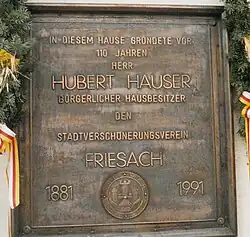 IN DIESEM HAUSE GRÜNDETE VOR
110 JAHREN
HERR
HUBERT HAUSER
BÜRGERLICHER HAUSBESITZER
DEN
STADTVERSCHÖNERUNGSVEREIN
FRIESACH
1881 1991